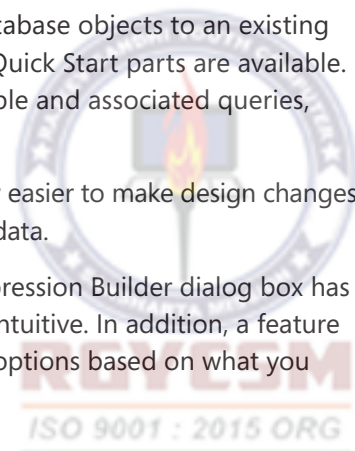 tabase objects to an existing
Quick Start parts are available.
ble and associated queries,
r easier to make design changes
data.
pression Builder dialog box has
ntuitive. In addition, a feature
options based on what you
RGYCSM
ISO 9001 : 2015 ORG